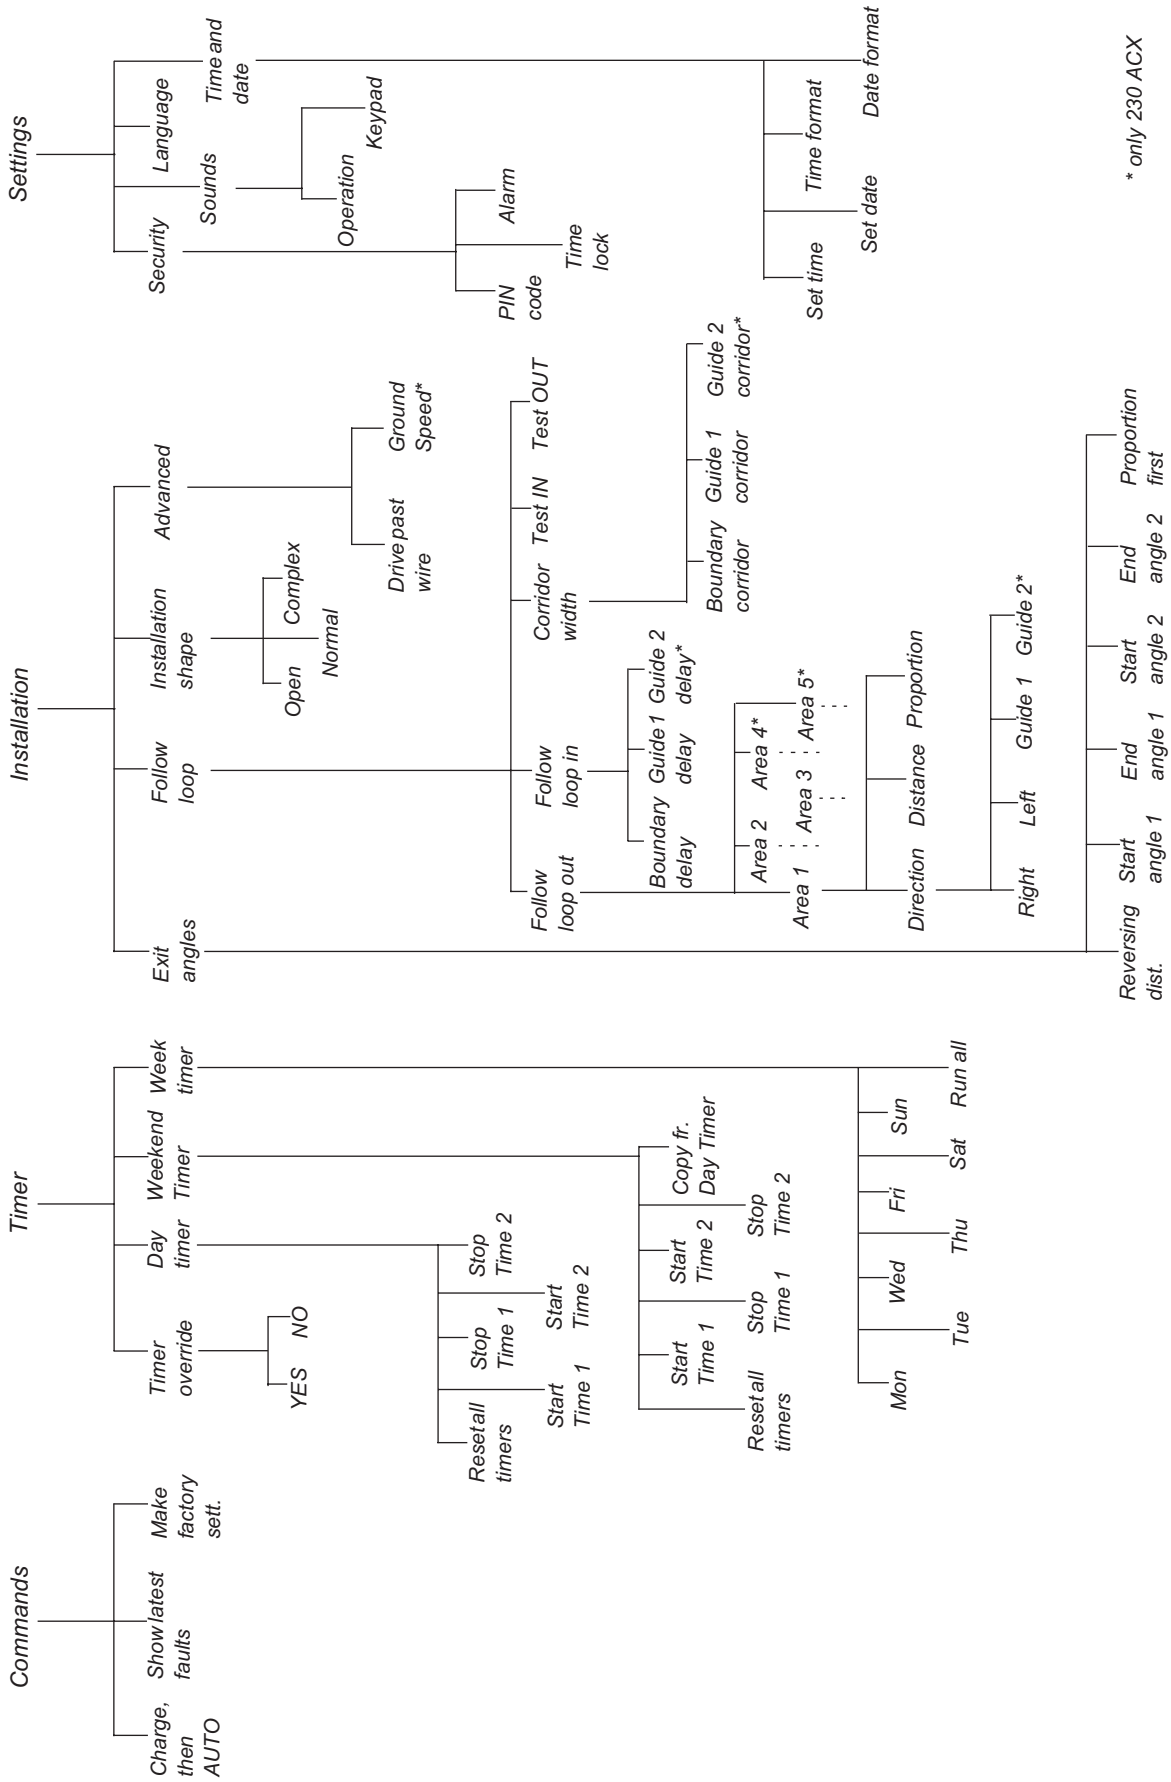 Commands
Charge,
then
AUTO
Show latest
faults
Make
factory
sett.
Timer
Timer
override
YES
NO
Day
timer
Reset all
timers
Start
Time 1
Stop
Time 1
Start
Time 2
Stop
Time 2
Weekend
Timer
Reset all
timers
Start
Time 1
Stop
Time 1
Start
Time 2
Stop
Time 2
Copy fr.
Day Timer
Week
timer
Mon
Tue
Wed
Thu
Fri
Sat
Sun
Run all
Installation
Exit
angles
Reversing
dist.
Start
angle 1
End
angle 1
Start
angle 2
End
angle 2
Proportion
first
Follow
loop
Follow
loop out
Area 1
Area 2
Area 3
Area 4*
Area 5*
Direction
Distance
Proportion
Right
Left
Guide 1
Guide 2*
Follow
loop in
Boundary
delay
Guide 1
delay
Guide 2
delay*
Corridor
width
Boundary
corridor
Guide 1
corridor
Guide 2
corridor*
Test IN
Test OUT
Installation
shape
Open
Normal
Complex
Advanced
Drive past
wire
Ground
Speed*
Settings
Security
PIN
code
Time
lock
Alarm
Sounds
Operation
Keypad
Language
Time and
date
Set time
Set date
Time format
Date format
* only 230 ACX